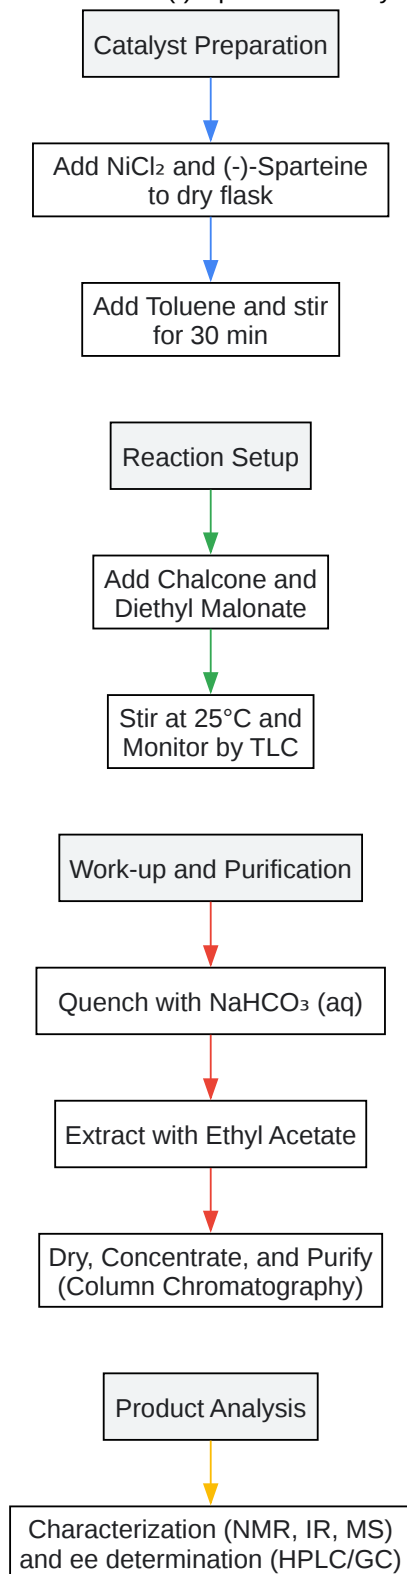 Catalyst Preparation
Add NiCl₂ and (-)-Sparteine
to dry flask
Add Toluene and stir
for 30 min
Reaction Setup
Add Chalcone and
Diethyl Malonate
Stir at 25°C and
Monitor by TLC
Work-up and Purification
Quench with NaHCO₃ (aq)
Extract with Ethyl Acetate
Dry, Concentrate, and Purify
(Column Chromatography)
Product Analysis
Characterization (NMR, IR, MS)
and ee determination (HPLC/GC)